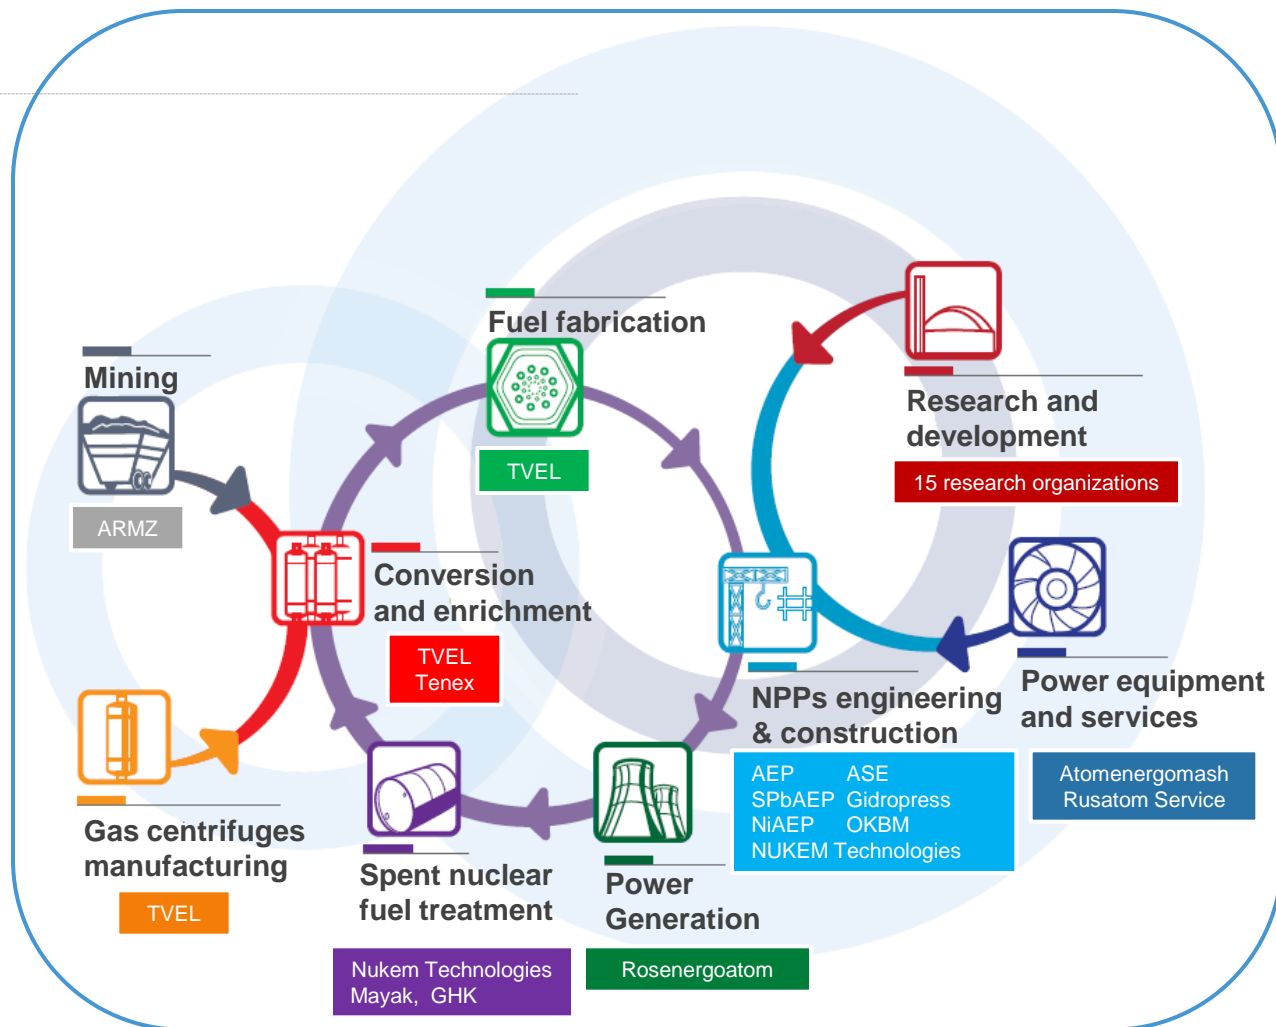 Fuel fabrication
TVEL
Mining
ARMZ
Research and
development
15 research organizations
Conversion
and enrichment
TVEL
Tenex
NPPs engineering
& construction
AEP ASE
SPbAEP Gidropress
NiAEP OKBM
NUKEM Technologies
Power equipment
and services
Atomenergomash
Rusatom Service
Gas centrifuges
manufacturing
TVEL
Spent nuclear
fuel treatment
Nukem Technologies
Mayak, GHK
Power
Generation
Rosenergoatom